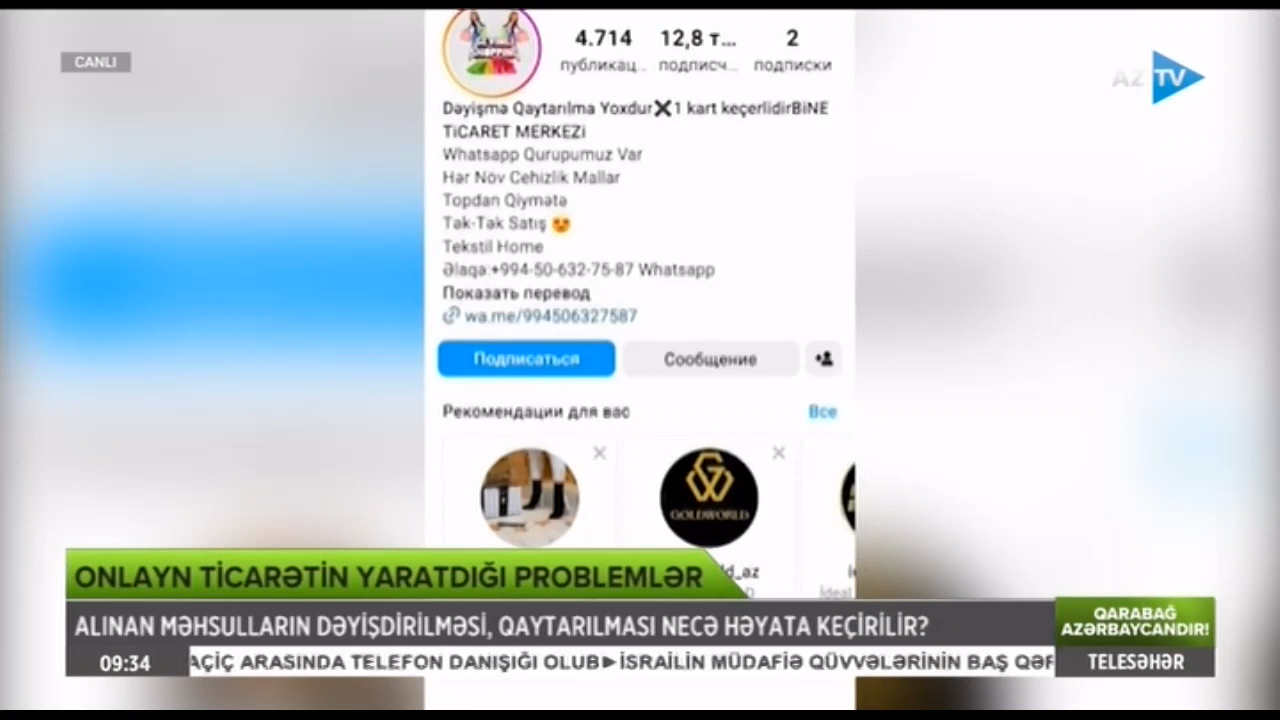 CANLI
4.714 12,8 т... 2
публикац... подписч... подписки
AZ TV
Dəyişmə Qaytarılma Yoxdur❌1 kart keçerlidirBiNE
TiCARET MERKEZi
Whatsapp Qurupumuz Var
Hər Növ Cehizlik Mallar
Topdan Qiymətə
Tək-Tək Satış 😍
Tekstil Home
Əlaqə:+994-50-632-75-87 Whatsapp
Показать перевод
wa.me/994506327587
Подписаться Сообщение
Рекомендации для вас Все
GOLDWORLD
ld_az
İdeal
ONLAYN TİCARƏTİN YARATDIĞI PROBLEMLƏR
ALINAN MƏHSULLARIN DƏYİŞDİRİLMƏSİ, QAYTARILMASI NECƏ HƏYATA KEÇİRİLİR?
QARABAĞ
AZƏRBAYCANDIR!
09:34 AÇİÇ ARASINDA TELEFON DANIŞIĞI OLUB►İSRAİLİN MÜDAFİƏ QÜVVƏLƏRİNİN BAŞ QƏR
TELESƏHƏR